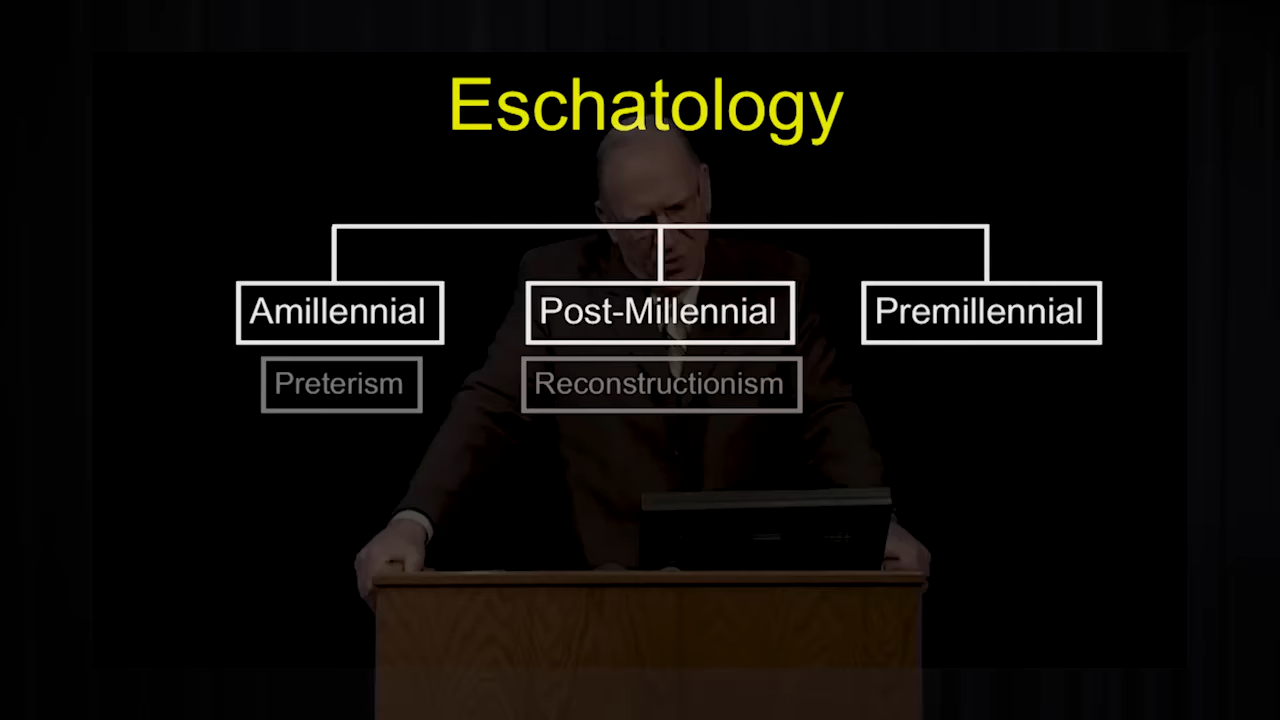 Eschatology
Amillennial
Post-Millennial
Premillennial
Preterism
Reconstructionism